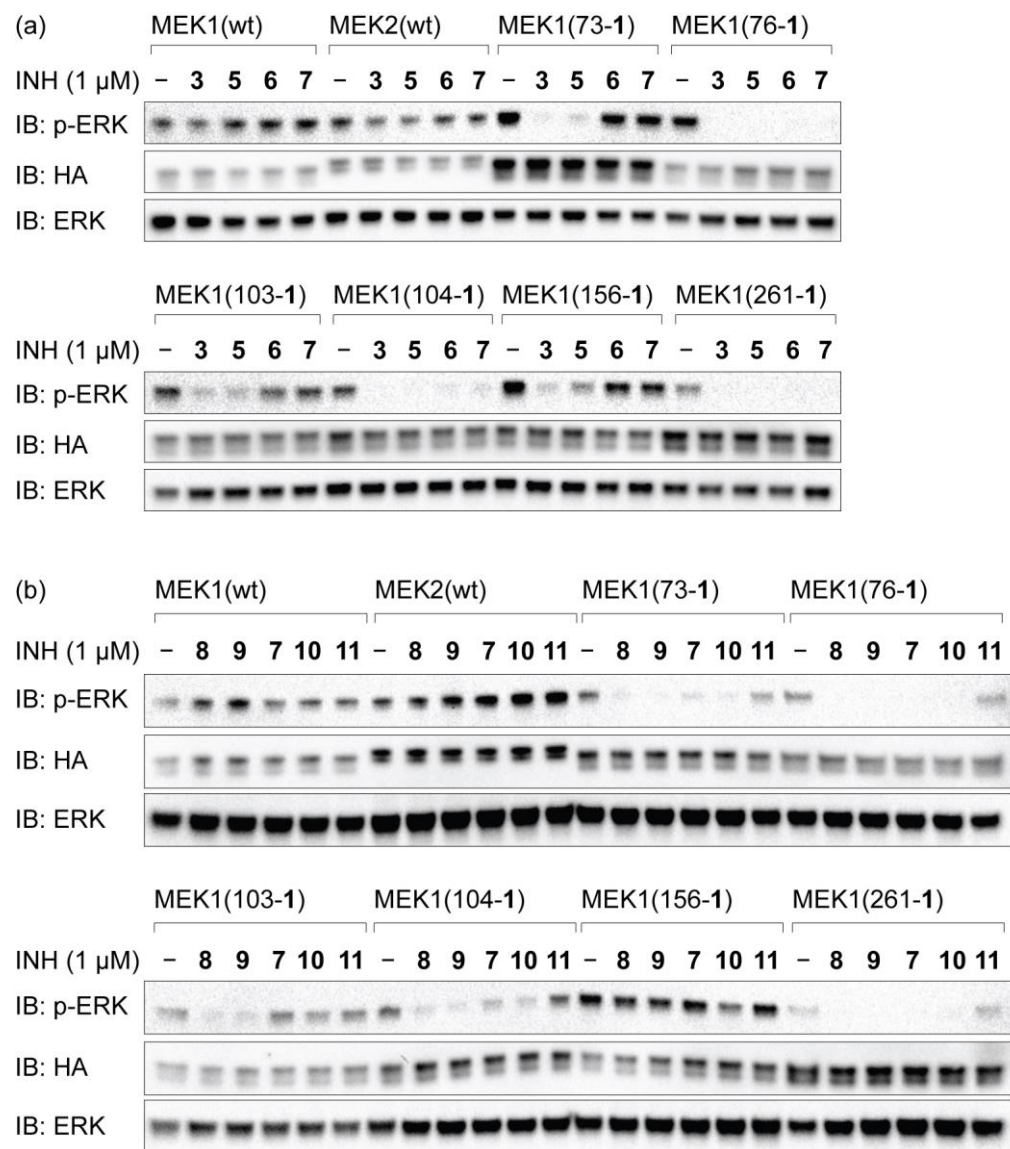 (a) MEK1(wt) MEK2(wt) MEK1(73-1) MEK1(76-1)
INH (1 µM) – 3 5 6 7 – 3 5 6 7 – 3 5 6 7 – 3 5 6 7
IB: p-ERK
IB: HA
IB: ERK
MEK1(103-1) MEK1(104-1) MEK1(156-1) MEK1(261-1)
INH (1 µM) – 3 5 6 7 – 3 5 6 7 – 3 5 6 7 – 3 5 6 7
IB: p-ERK
IB: HA
IB: ERK
(b) MEK1(wt) MEK2(wt) MEK1(73-1) MEK1(76-1)
INH (1 µM) – 8 9 7 10 11 – 8 9 7 10 11 – 8 9 7 10 11 – 8 9 7 10 11
IB: p-ERK
IB: HA
IB: ERK
MEK1(103-1) MEK1(104-1) MEK1(156-1) MEK1(261-1)
INH (1 µM) – 8 9 7 10 11 – 8 9 7 10 11 – 8 9 7 10 11 – 8 9 7 10 11
IB: p-ERK
IB: HA
IB: ERK